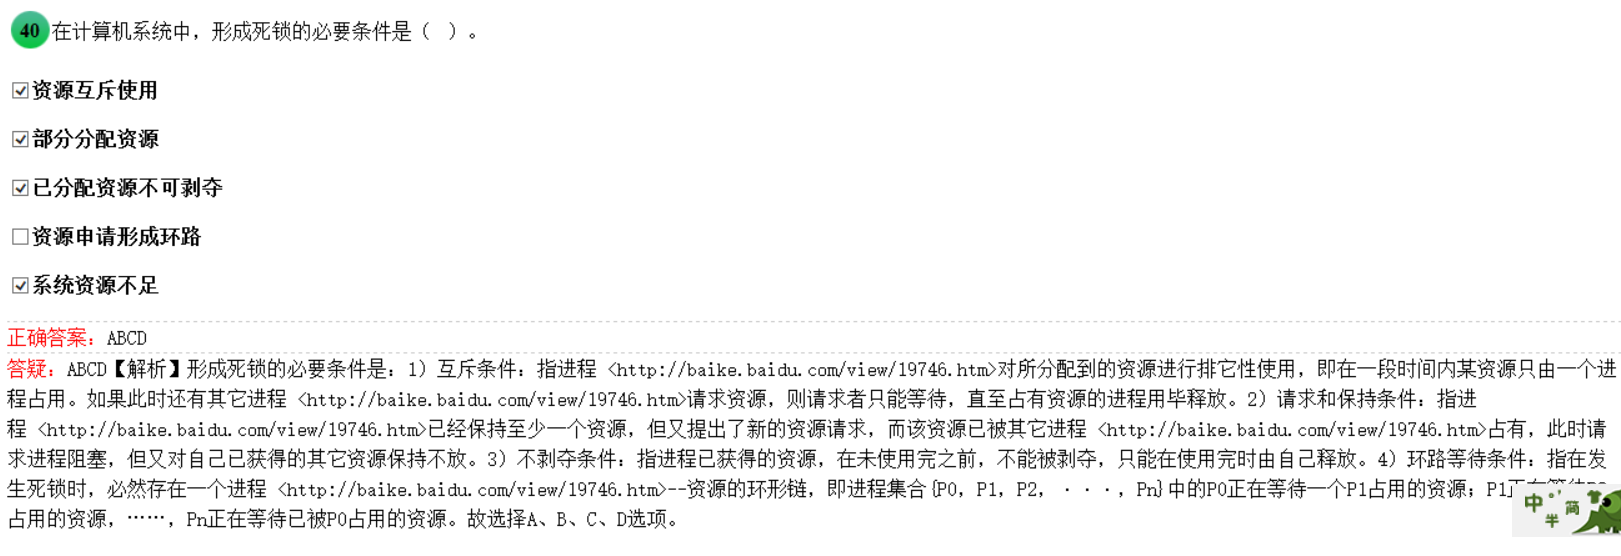 40 在计算机系统中，形成死锁的必要条件是（ ）。
资源互斥使用
部分分配资源
已分配资源不可剥夺
资源申请形成环路
系统资源不足
正确答案：ABCD
答疑：ABCD【解析】形成死锁的必要条件是：1）互斥条件：指进程 <http://baike.baidu.com/view/19746.htm>对所分配到的资源进行排它性使用，即在一段时间内某资源只由一个进
程占用。如果此时还有其它进程 <http://baike.baidu.com/view/19746.htm>请求资源，则请求者只能等待，直至占有资源的进程用毕释放。2）请求和保持条件：指进
程 <http://baike.baidu.com/view/19746.htm>已经保持至少一个资源，但又提出了新的资源请求，而该资源已被其它进程 <http://baike.baidu.com/view/19746.htm>占有，此时请
求进程阻塞，但又对自己已获得的其它资源保持不放。3）不剥夺条件：指进程已获得的资源，在未使用完之前，不能被剥夺，只能在使用完时由自己释放。4）环路等待条件：指在发
生死锁时，必然存在一个进程 <http://baike.baidu.com/view/19746.htm>--资源的环形链，即进程集合{P0，P1，P2，···，Pn}中的P0正在等待一个P1占用的资源；P1正在等待
占用的资源，……，Pn正在等待已被P0占用的资源。故选择A、B、C、D选项。
中 简
半